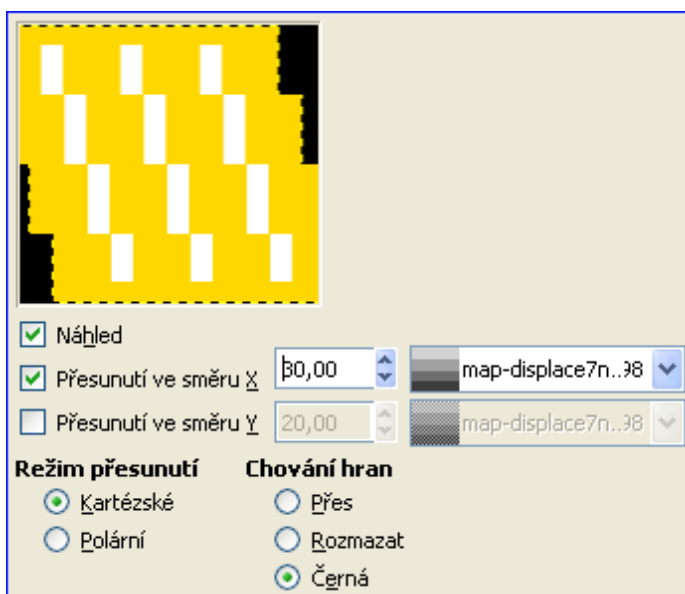 Náhled
Přesunutí ve směru X 30,00 map-displace7n..98
Přesunutí ve směru Y 20,00 map-displace7n..98
Režim přesunutí Chování hran
Kartézské Přes
Polární Rozmazat
Černá